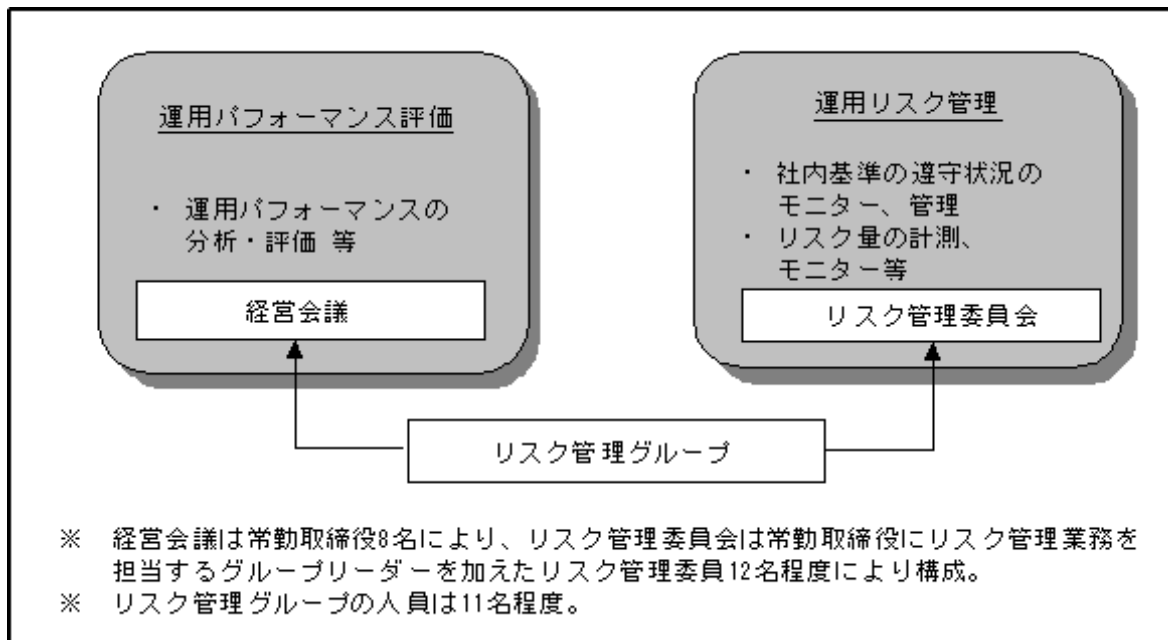 運用パフォーマンス評価
・ 運用パフォーマンスの
分析・評価 等
経営会議
運用リスク管理
・ 社内基準の遵守状況の
モニター、管理
・ リスク量の計測、
モニター等
リスク管理委員会
リスク管理グループ
※ 経営会議は常勤取締役8名により、リスク管理委員会は常勤取締役にリスク管理業務を
担当するグループリーダーを加えたリスク管理委員12名程度により構成。
※ リスク管理グループの人員は11名程度。